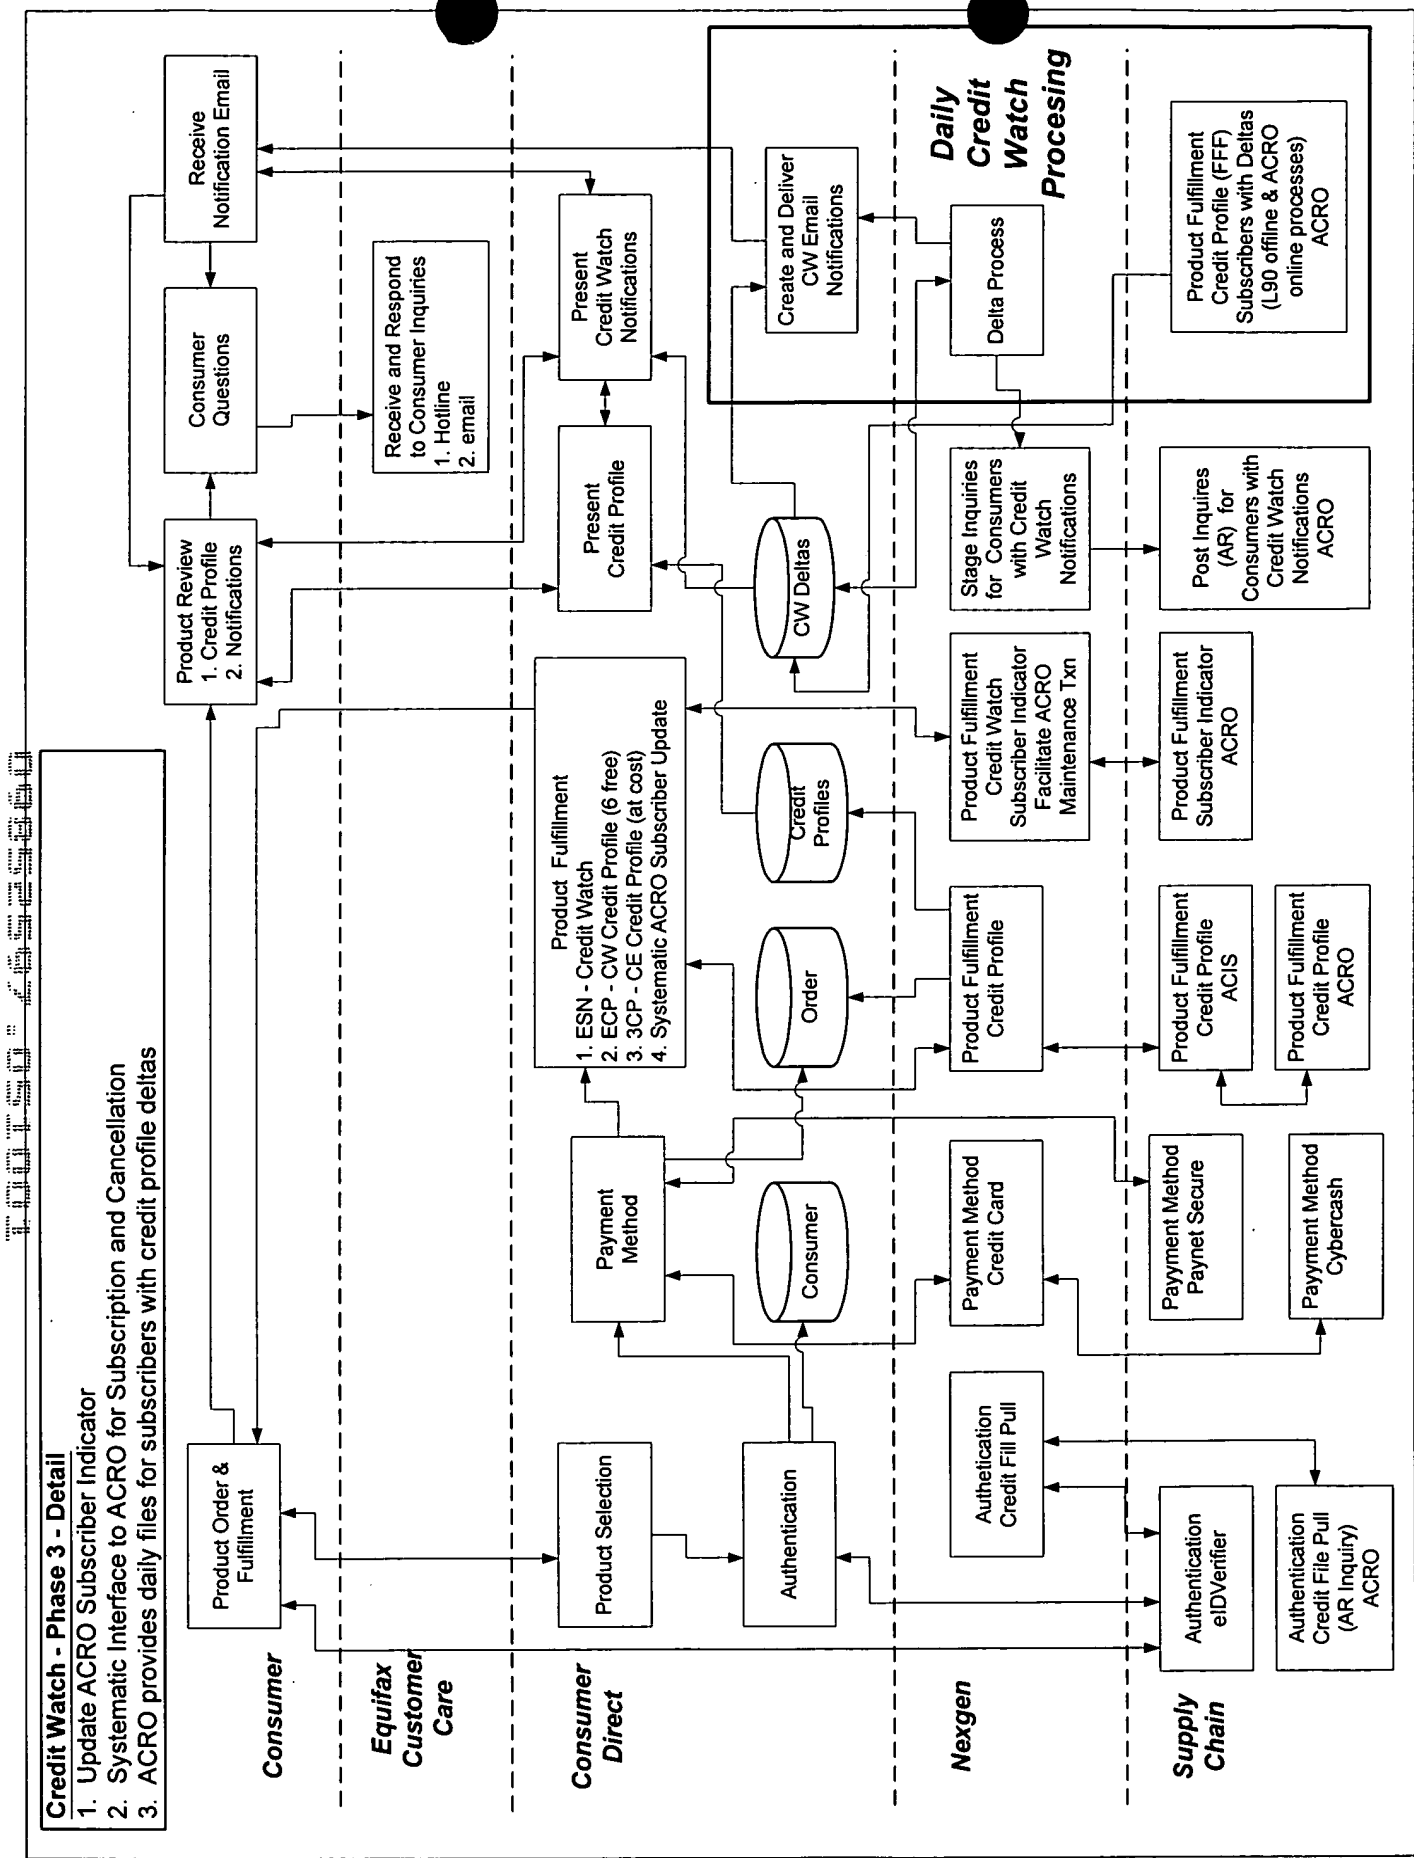 Credit Watch - Phase 3 - Detail
1. Update ACRO Subscriber Indicator
2. Systematic Interface to ACRO for Subscription and Cancellation
3. ACRO provides daily files for subscribers with credit profile deltas
Consumer
Product Order &
Fulfillment
Product Review
1. Credit Profile
2. Notifications
Consumer
Questions
Receive
Notification Email
Equifax
Customer
Care
Receive and Respond
to Consumer Inquiries
1. Hotline
2. email
Consumer
Direct
Product Selection
Authentication
Payment
Method
Consumer
Product Fulfillment
1. ESN - Credit Watch
2. ECP - CW Credit Profile (6 free)
3. 3CP - CE Credit Profile (at cost)
4. Systematic ACRO Subscriber Update
Order
Credit
Profiles
Present
Credit Profile
CW Deltas
Present
Credit Watch
Notifications
Create and Deliver
CW Email
Notifications
Nexgen
Authetication
Credit Fill Pull
Payment Method
Credit Card
Product Fulfillment
Credit Profile
Product Fulfillment
Credit Watch
Subscriber Indicator
Facilitate ACRO
Maintenance Txn
Stage Inquiries
for Consumers
with Credit
Watch
Notifications
Delta Process
Daily
Credit
Watch
Procesing
Supply
Chain
Authentication
eIDVerifier
Authentication
Credit File Pull
(AR Inquiry)
ACRO
Payyment Method
Paynet Secure
Payyment Method
Cybercash
Product Fulfillment
Credit Profile
ACIS
Product Fulfillment
Credit Profile
ACRO
Product Fulfillment
Subscriber Indicator
ACRO
Post Inquires
(AR) for
Consumers with
Credit Watch
Notifications
ACRO
Product Fulfillment
Credit Profile (FFF)
Subscribers with Deltas
(L90 offline & ACRO
online processes)
ACRO